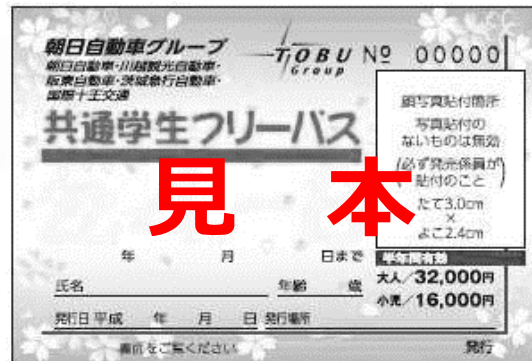 朝日自動車グループ
TOBU Group
Nº 00000
朝日自動車・川越観光自動車・
阪東自動車・茨城急行自動車・
国際十王交通
共通学生フリーパス
顔写真貼付箇所
写真貼付の
ないものは無効
(必ず発売係員が
貼付のこと)
たて3.0cm
×
よこ2.4cm
見本
年 月 日まで
半年間有効
大人/32,000円
小児/16,000円
氏名 年齢 歳
発行日 平成 年 月 日 発行場所
裏面をご覧ください
発行